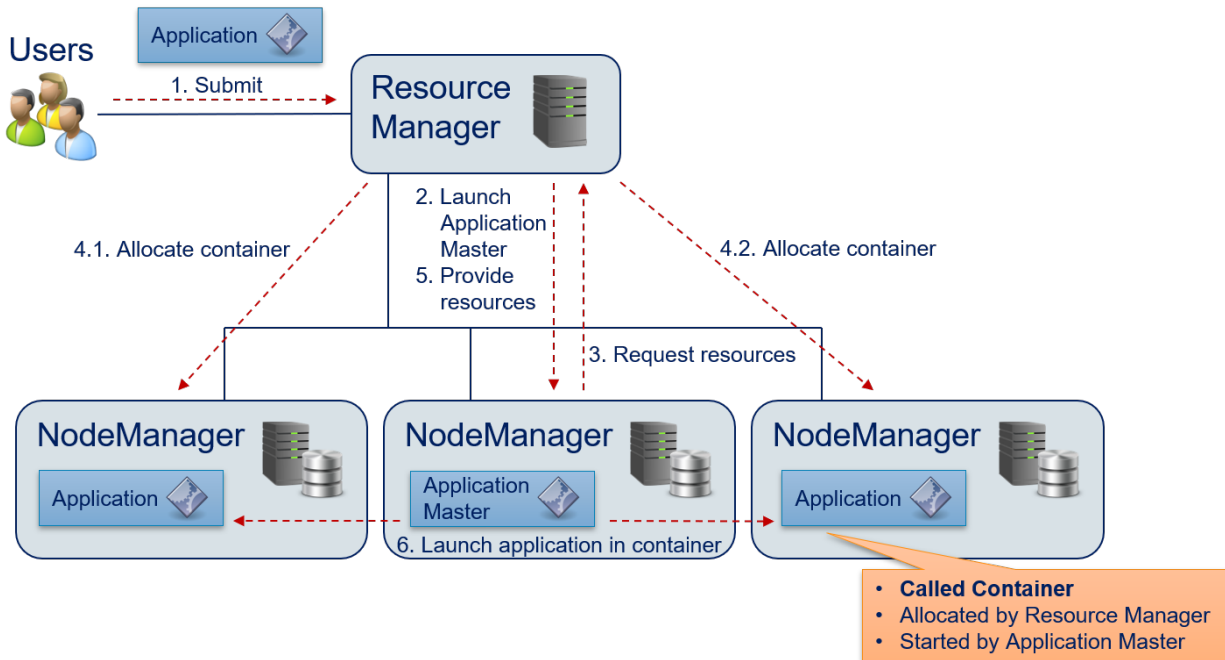 Application
Users
1. Submit
Resource
Manager
2. Launch
Application
Master
5. Provide
resources
4.1. Allocate container
4.2. Allocate container
3. Request resources
NodeManager
Application
NodeManager
Application
Master
6. Launch application in container
NodeManager
Application
• Called Container
• Allocated by Resource Manager
• Started by Application Master